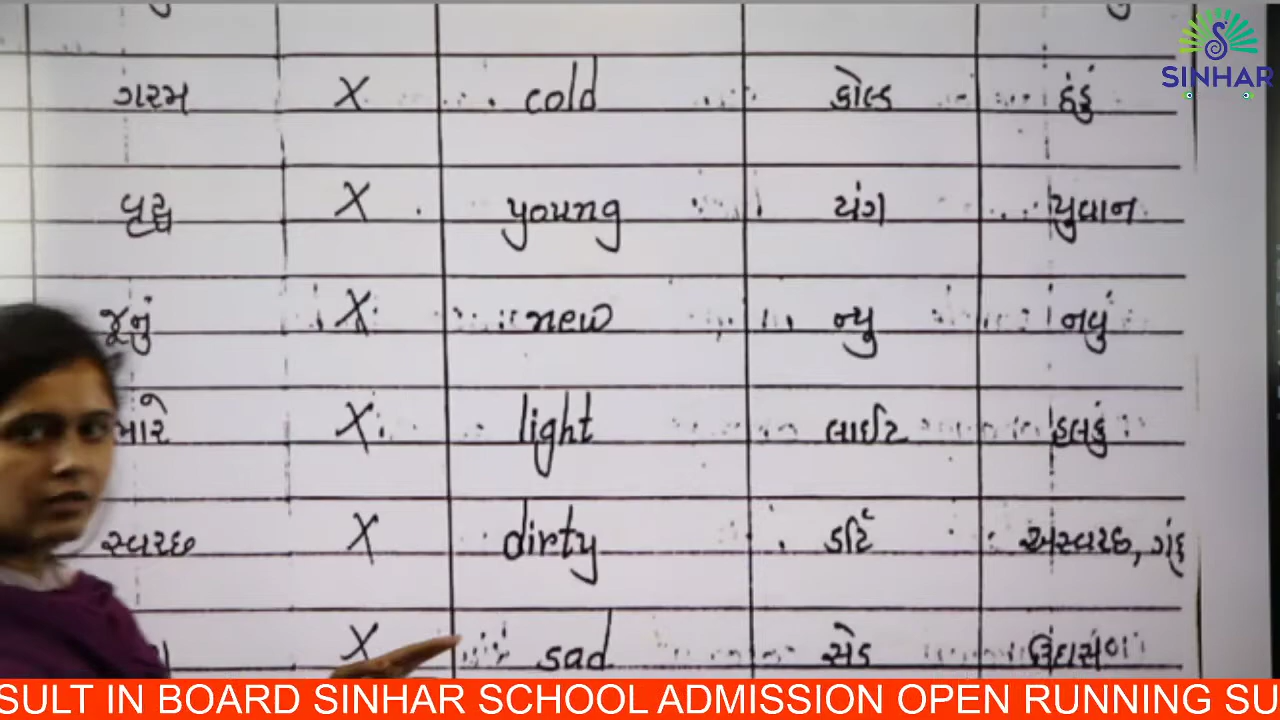 SINHAR
ગરમ X cold કોલ્ડ ઠંડું
વૃદ્ધ X young યંગ યુવાન
જૂનું X new ન્યુ નવું
X light લાઈટ હલકું
સ્વચ્છ X dirty ડર્ટિ અસ્વચ્છ, ગંદુ
X sad સેડ
SULT IN BOARD SINHAR SCHOOL ADMISSION OPEN RUNNING SU